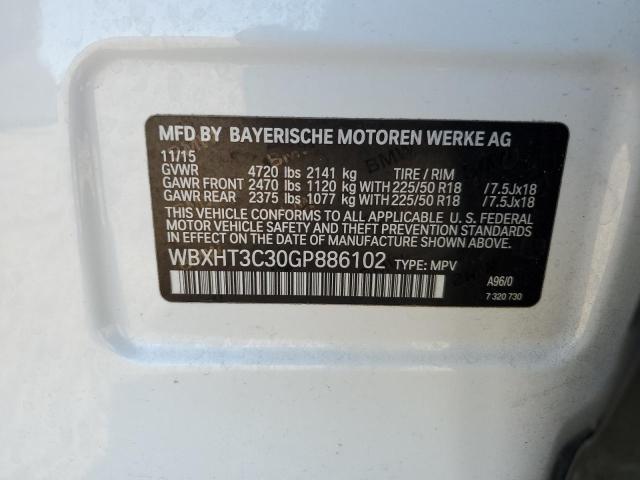 MFD BY BAYERISCHE MOTOREN WERKE AG
11/15
GVWR 4720 lbs 2141 kg TIRE / RIM
GAWR FRONT 2470 lbs 1120 kg WITH 225/50 R18 /7.5Jx18
GAWR REAR 2375 lbs 1077 kg WITH 225/50 R18 /7.5Jx18
THIS VEHICLE CONFORMS TO ALL APPLICABLE U. S. FEDERAL
MOTOR VEHICLE SAFETY, BUMPER, AND THEFT PREVENTION
STANDARDS IN EFFECT ON THE DATE OF MANUFACTURE SHOWN ABOVE.
WBXHT3C30GP886102 TYPE: MPV
A96/0
7 320 730